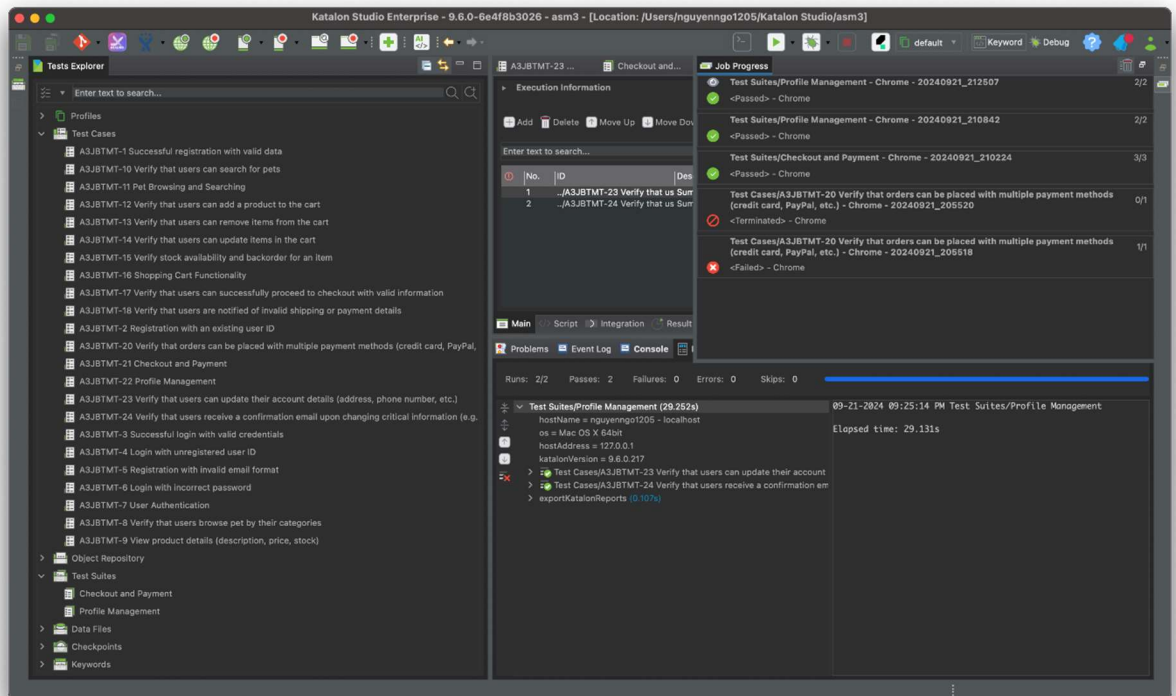 Katalon Studio Enterprise - 9.6.0-6e4f8b3026 - asm3 - [Location: /Users/nguyenngo1205/Katalon Studio/asm3]
default
Keyword
Debug
Tests Explorer
Enter text to search...
Profiles
Test Cases
A3JBTMT-1 Successful registration with valid data
A3JBTMT-10 Verify that users can search for pets
A3JBTMT-11 Pet Browsing and Searching
A3JBTMT-12 Verify that users can add a product to the cart
A3JBTMT-13 Verify that users can remove items from the cart
A3JBTMT-14 Verify that users can update items in the cart
A3JBTMT-15 Verify stock availability and backorder for an item
A3JBTMT-16 Shopping Cart Functionality
A3JBTMT-17 Verify that users can successfully proceed to checkout with valid information
A3JBTMT-18 Verify that users are notified of invalid shipping or payment details
A3JBTMT-2 Registration with an existing user ID
A3JBTMT-20 Verify that orders can be placed with multiple payment methods (credit card, PayPal,
A3JBTMT-21 Checkout and Payment
A3JBTMT-22 Profile Management
A3JBTMT-23 Verify that users can update their account details (address, phone number, etc.)
A3JBTMT-24 Verify that users receive a confirmation email upon changing critical information (e.g.
A3JBTMT-3 Successful login with valid credentials
A3JBTMT-4 Login with unregistered user ID
A3JBTMT-5 Registration with invalid email format
A3JBTMT-6 Login with incorrect password
A3JBTMT-7 User Authentication
A3JBTMT-8 Verify that users browse pet by their categories
A3JBTMT-9 View product details (description, price, stock)
Object Repository
Test Suites
Checkout and Payment
Profile Management
Data Files
Checkpoints
Keywords
A3JBTMT-23 ...
Checkout and...
Execution Information
Add Delete Move Up Move Dow
Enter text to search...
No. ID Des
1 ../A3JBTMT-23 Verify that us Sum
2 ../A3JBTMT-24 Verify that us Sum
Main Script Integration Result
Problems Event Log Console
Job Progress
Test Suites/Profile Management - Chrome - 20240921_212507 2/2
<Passed> - Chrome
Test Suites/Profile Management - Chrome - 20240921_210842 2/2
<Passed> - Chrome
Test Suites/Checkout and Payment - Chrome - 20240921_210224 3/3
<Passed> - Chrome
Test Cases/A3JBTMT-20 Verify that orders can be placed with multiple payment methods
(credit card, PayPal, etc.) - Chrome - 20240921_205520 0/1
<Terminated> - Chrome
Test Cases/A3JBTMT-20 Verify that orders can be placed with multiple payment methods
(credit card, PayPal, etc.) - Chrome - 20240921_205518 1/1
<Failed> - Chrome
Runs: 2/2 Passes: 2 Failures: 0 Errors: 0 Skips: 0
Test Suites/Profile Management (29.252s)
hostName = nguyenngo1205 - localhost
os = Mac OS X 64bit
hostAddress = 127.0.0.1
katalonVersion = 9.6.0.217
Test Cases/A3JBTMT-23 Verify that users can update their account
Test Cases/A3JBTMT-24 Verify that users receive a confirmation em
exportKatalonReports (0.107s)
09-21-2024 09:25:14 PM Test Suites/Profile Management
Elapsed time: 29.131s